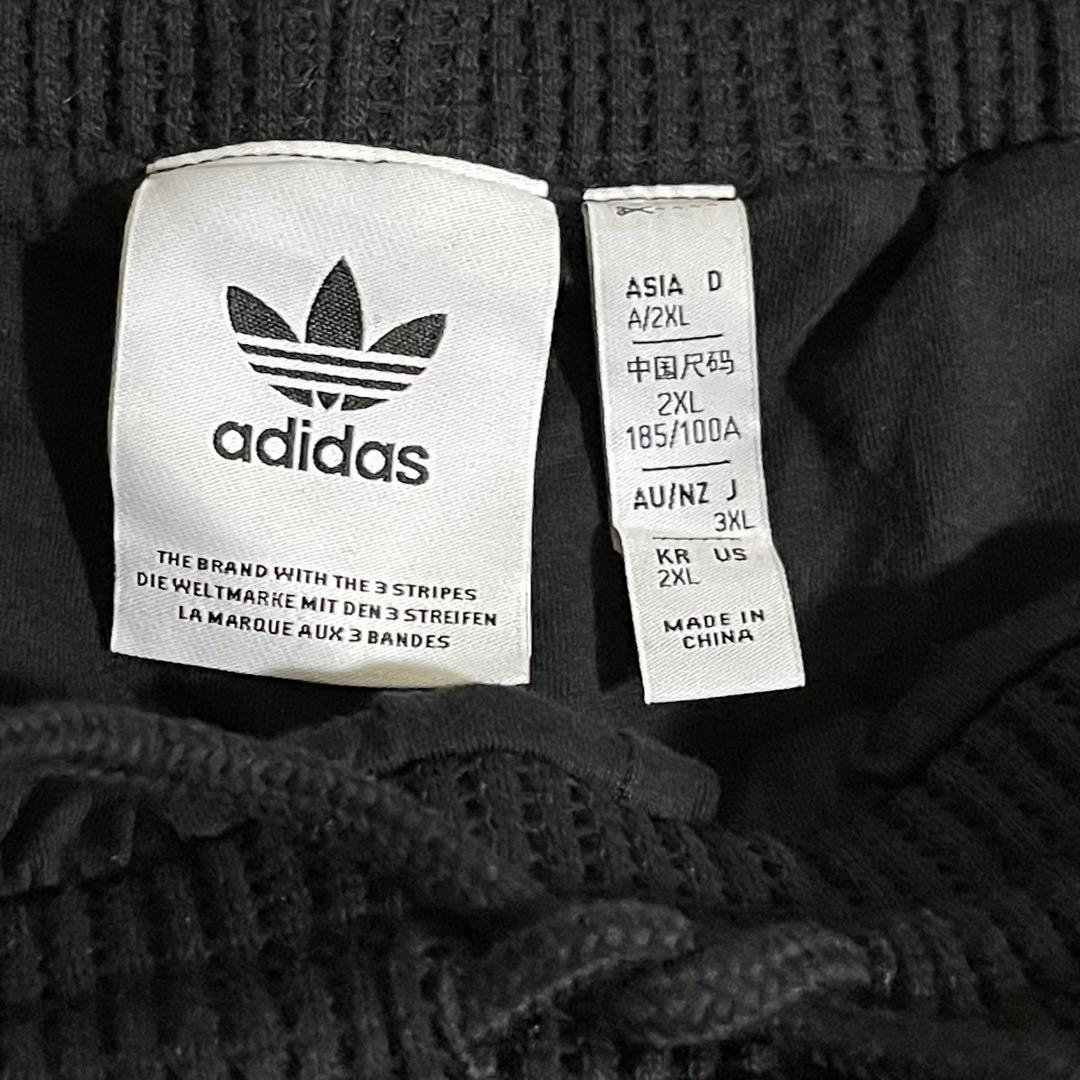 adidas
THE BRAND WITH THE 3 STRIPES
DIE WELTMARKE MIT DEN 3 STREIFEN
LA MARQUE AUX 3 BANDES
ASIA D
A/2XL
中国尺码
2XL
185/100A
AU/NZ J
3XL
KR US
2XL
MADE IN
CHINA